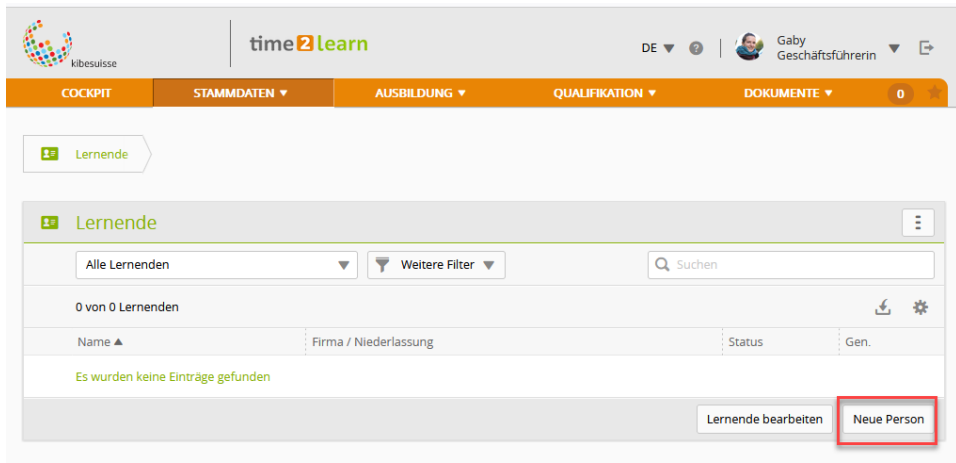 kibesuisse
time2learn
DE
Gaby
Geschäftsführerin
COCKPIT STAMMDATEN AUSBILDUNG QUALIFIKATION DOKUMENTE 0
Lernende
Lernende
Alle Lernenden Weitere Filter Suchen
0 von 0 Lernenden
Name Firma / Niederlassung Status Gen.
Es wurden keine Einträge gefunden
Lernende bearbeiten Neue Person